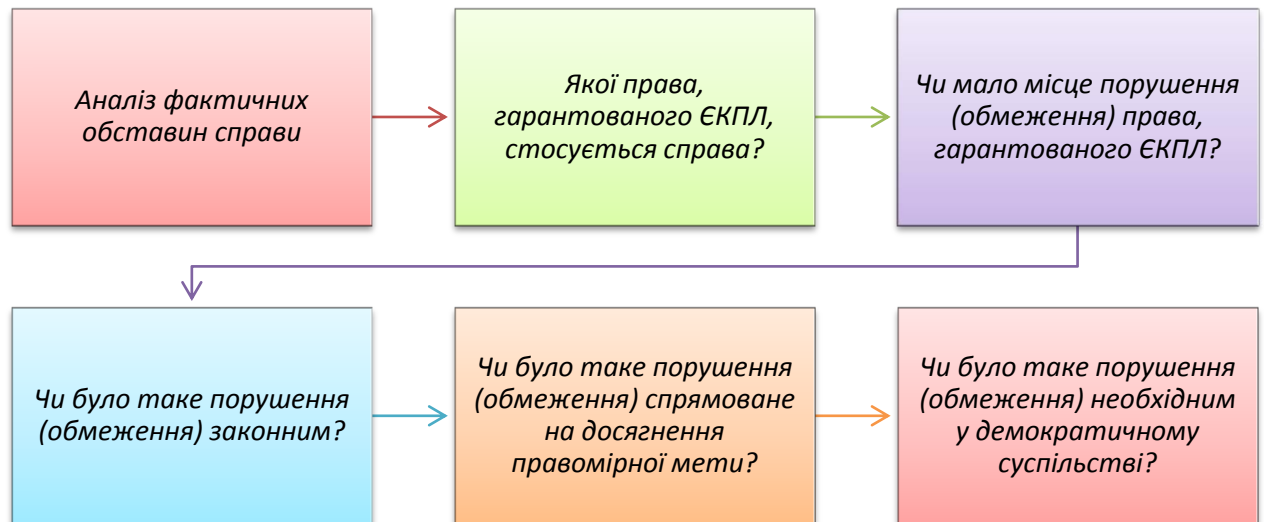 Аналіз фактичних
обставин справи
Якої права,
гарантованого ЄКПЛ,
стосується справа?
Чи мало місце порушення
(обмеження) права,
гарантованого ЄКПЛ?
Чи було таке порушення
(обмеження) законним?
Чи було таке порушення
(обмеження) спрямоване
на досягнення
правомірної мети?
Чи було таке порушення
(обмеження) необхідним
у демократичному
суспільстві?